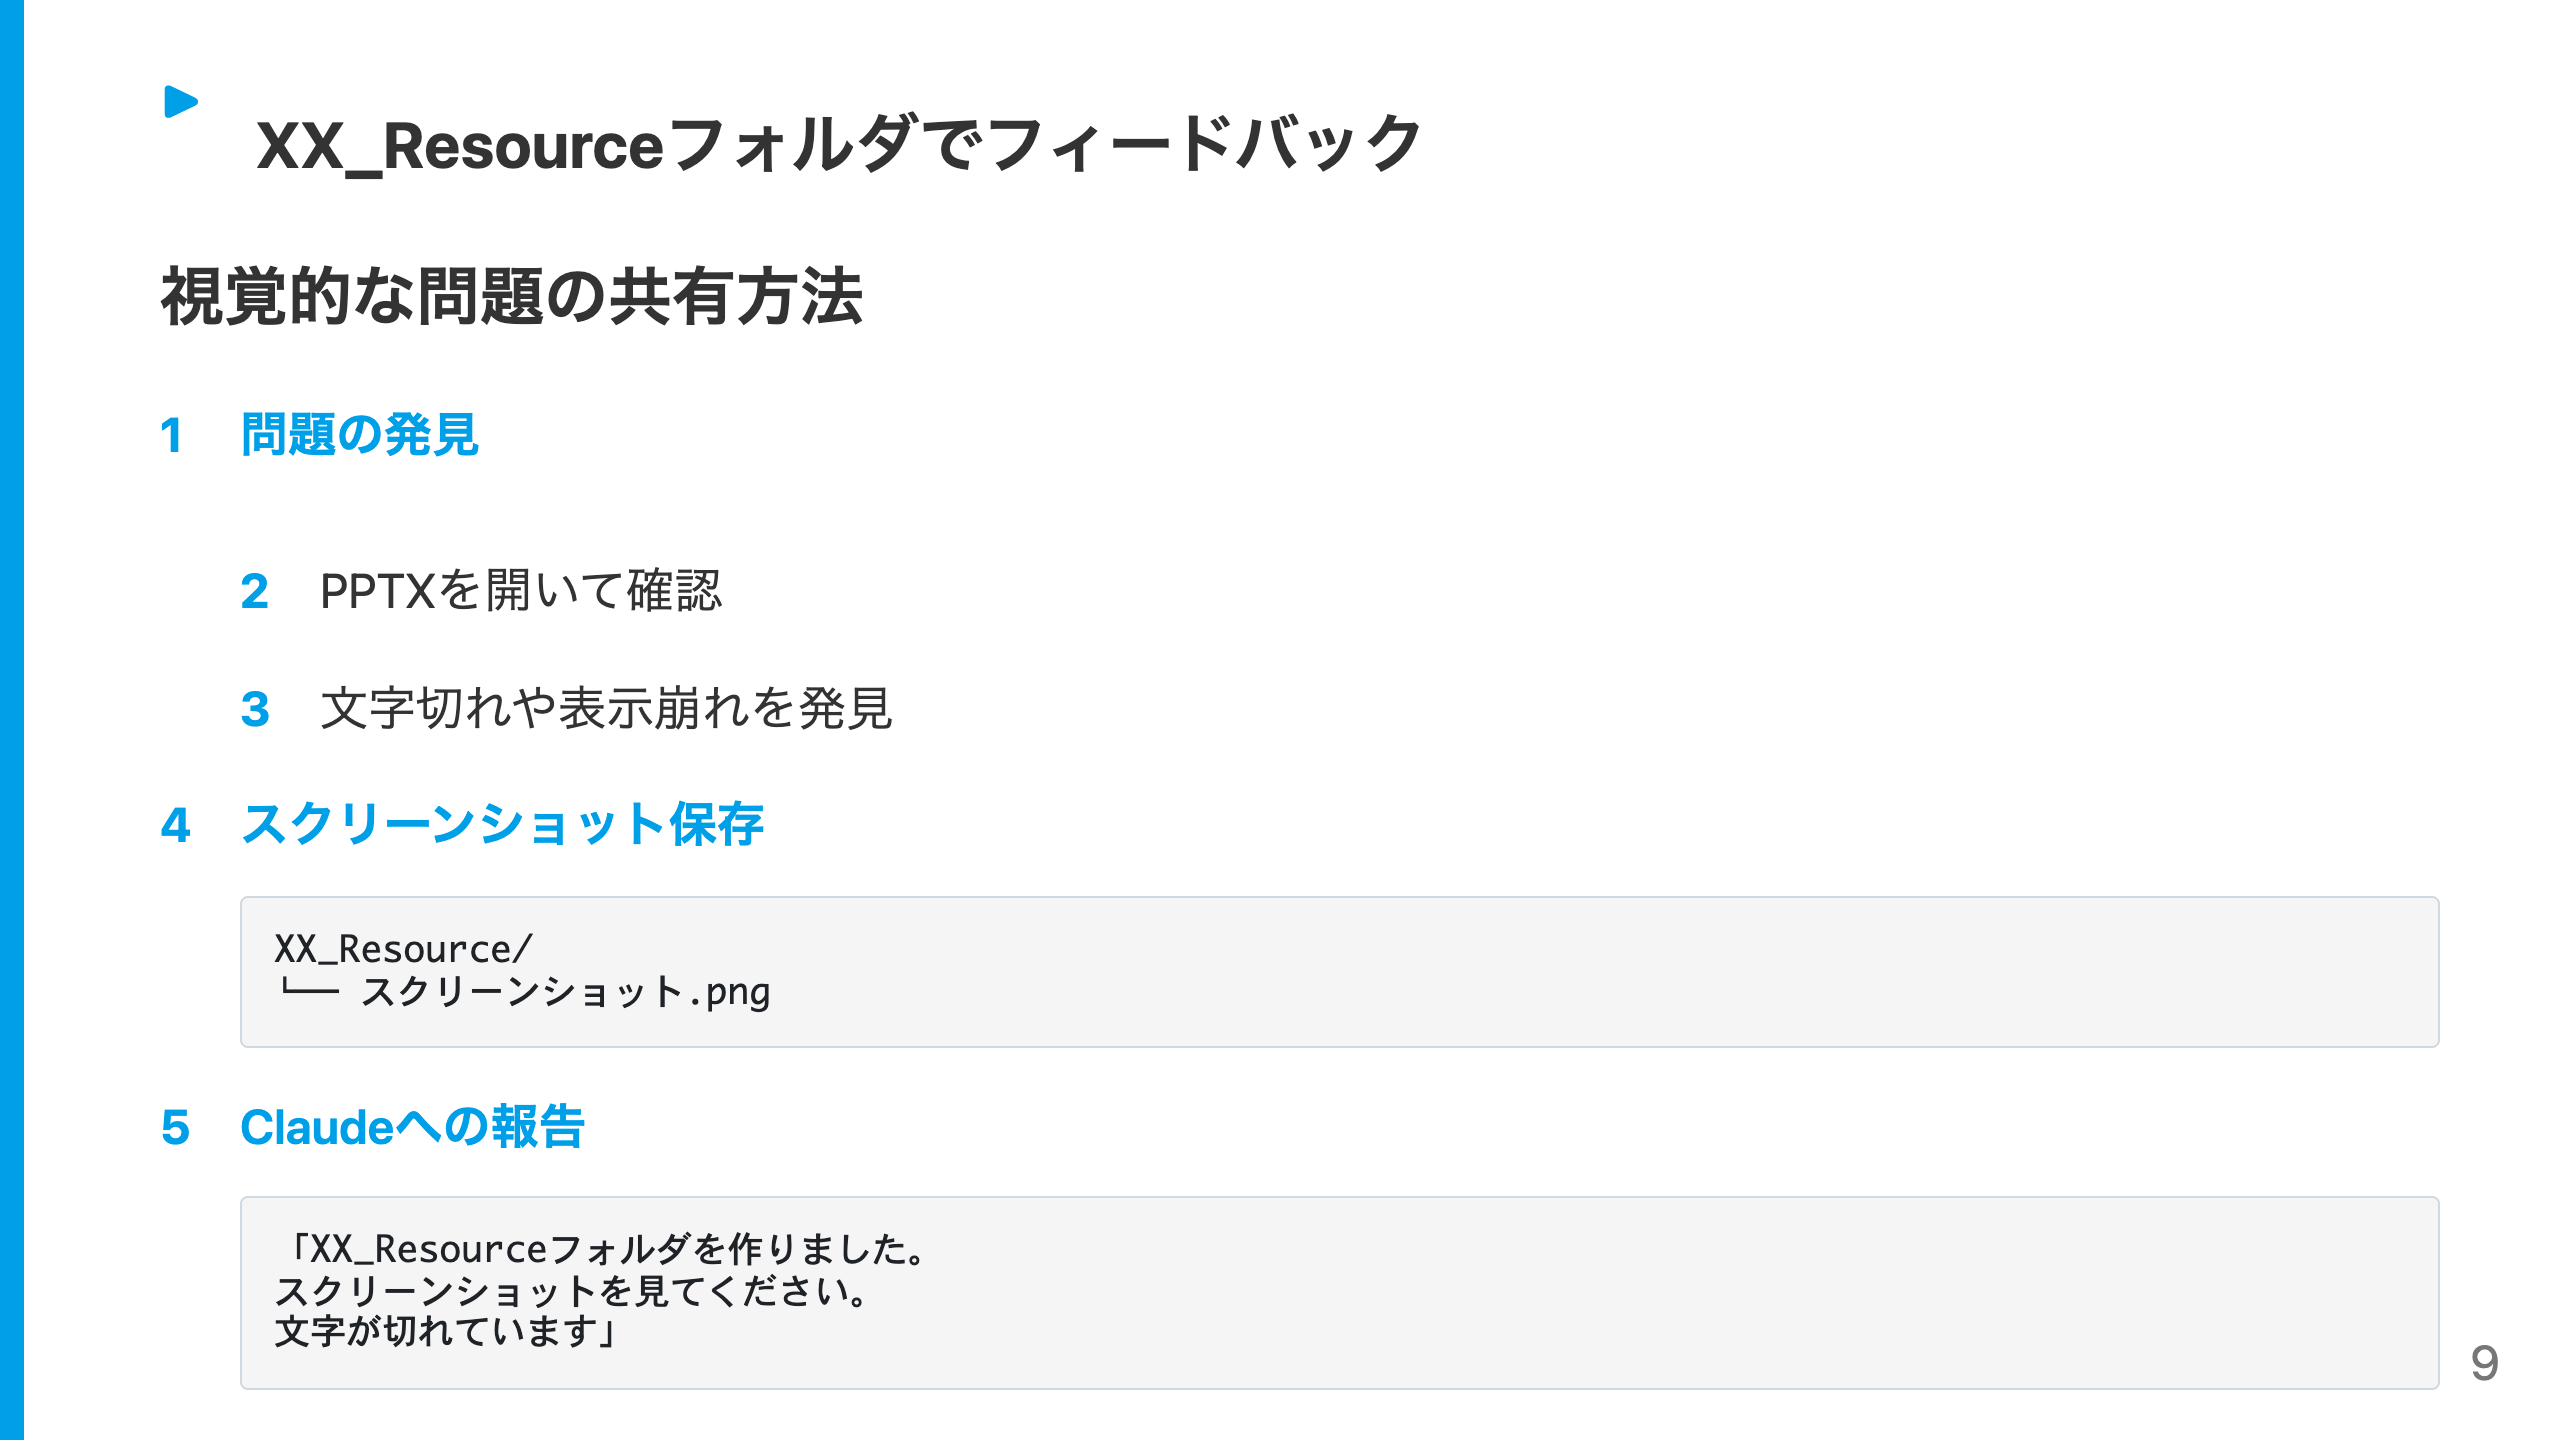 XX_Resourceフォルダでフィードバック
視覚的な問題の共有方法
1 問題の発見
2 PPTXを開いて確認
3 文字切れや表示崩れを発見
4 スクリーンショット保存
XX_Resource/
└── スクリーンショット.png
5 Claudeへの報告
「XX_Resourceフォルダを作りました。
スクリーンショットを見てください。
文字が切れています」
9